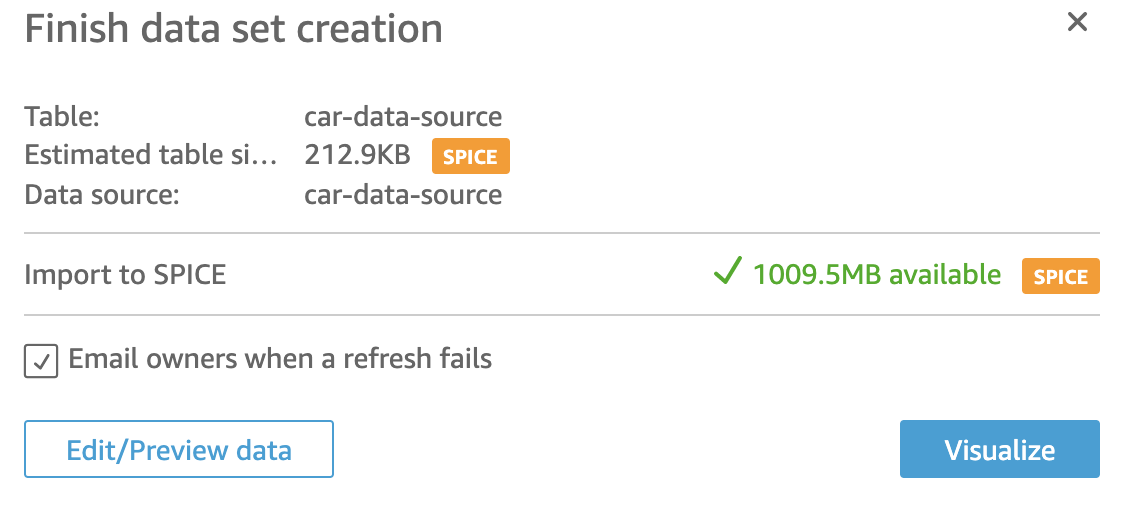 Finish data set creation
Table: car-data-source
Estimated table si... 212.9KB SPICE
Data source: car-data-source
Import to SPICE 1009.5MB available SPICE
Email owners when a refresh fails
Edit/Preview data Visualize